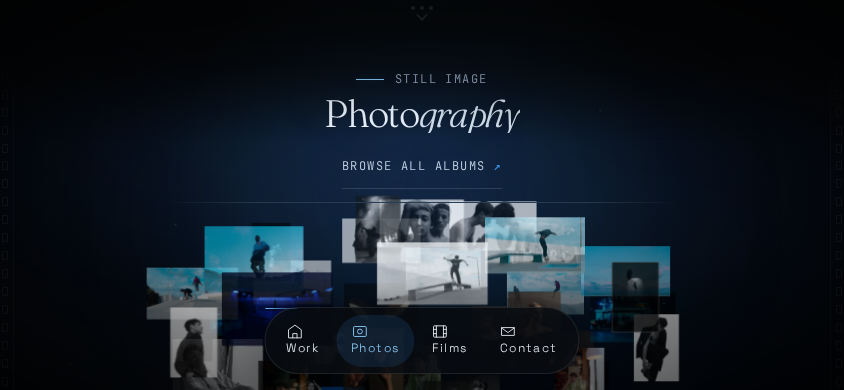 STILL IMAGE
Photography
BROWSE ALL ALBUMS ↗
Work
Photos
Films
Contact